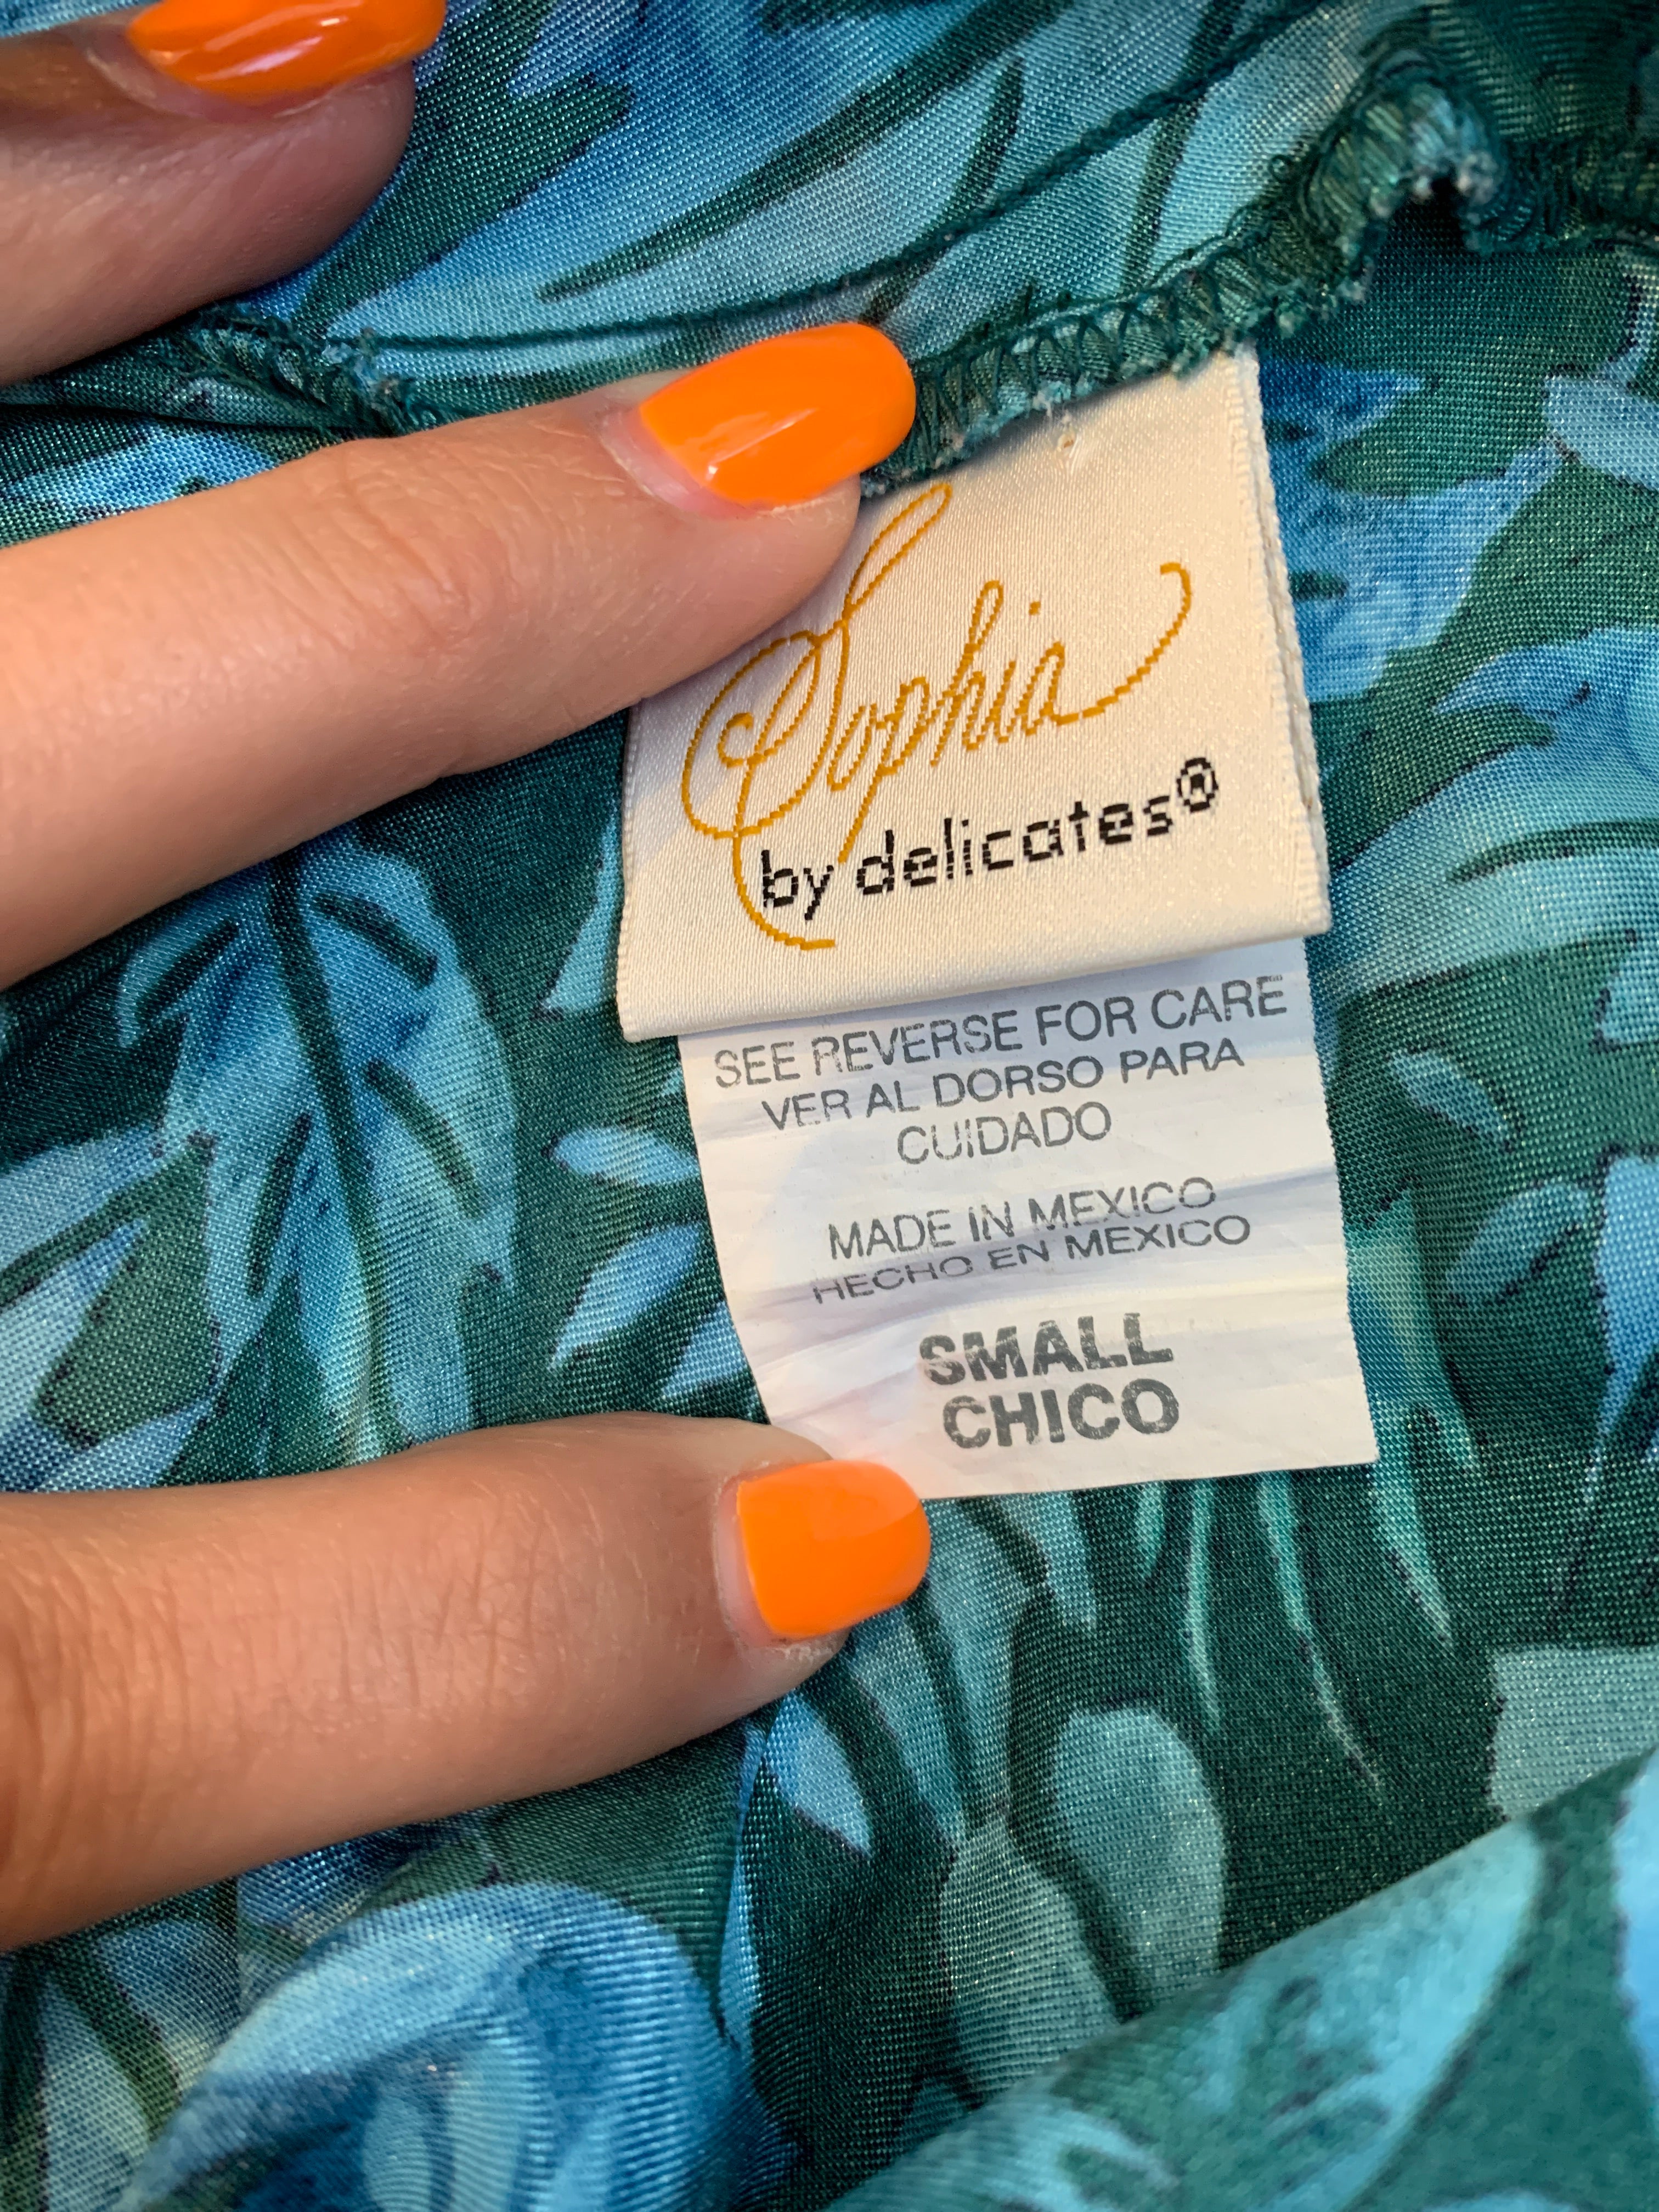 Sophia
by delicates®
SEE REVERSE FOR CARE
VER AL DORSO PARA
CUIDADO
MADE IN MEXICO
HECHO EN MEXICO
SMALL
CHICO